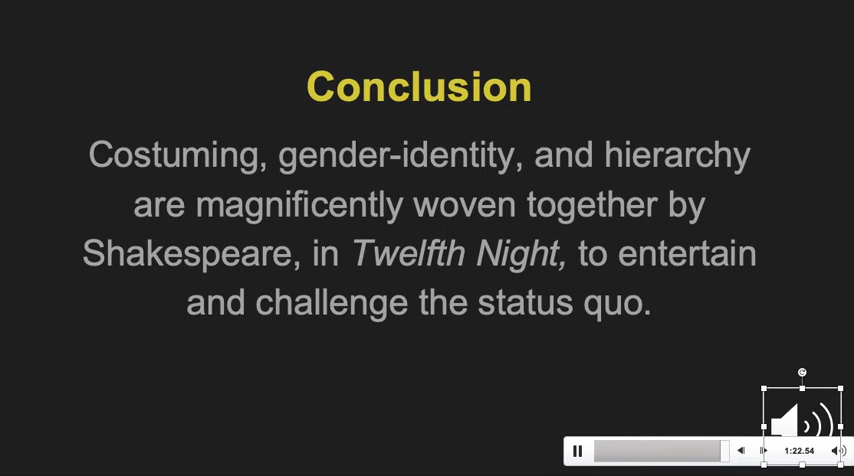 Conclusion
Costuming, gender-identity, and hierarchy
are magnificently woven together by
Shakespeare, in Twelfth Night, to entertain
and challenge the status quo.
1:22.54